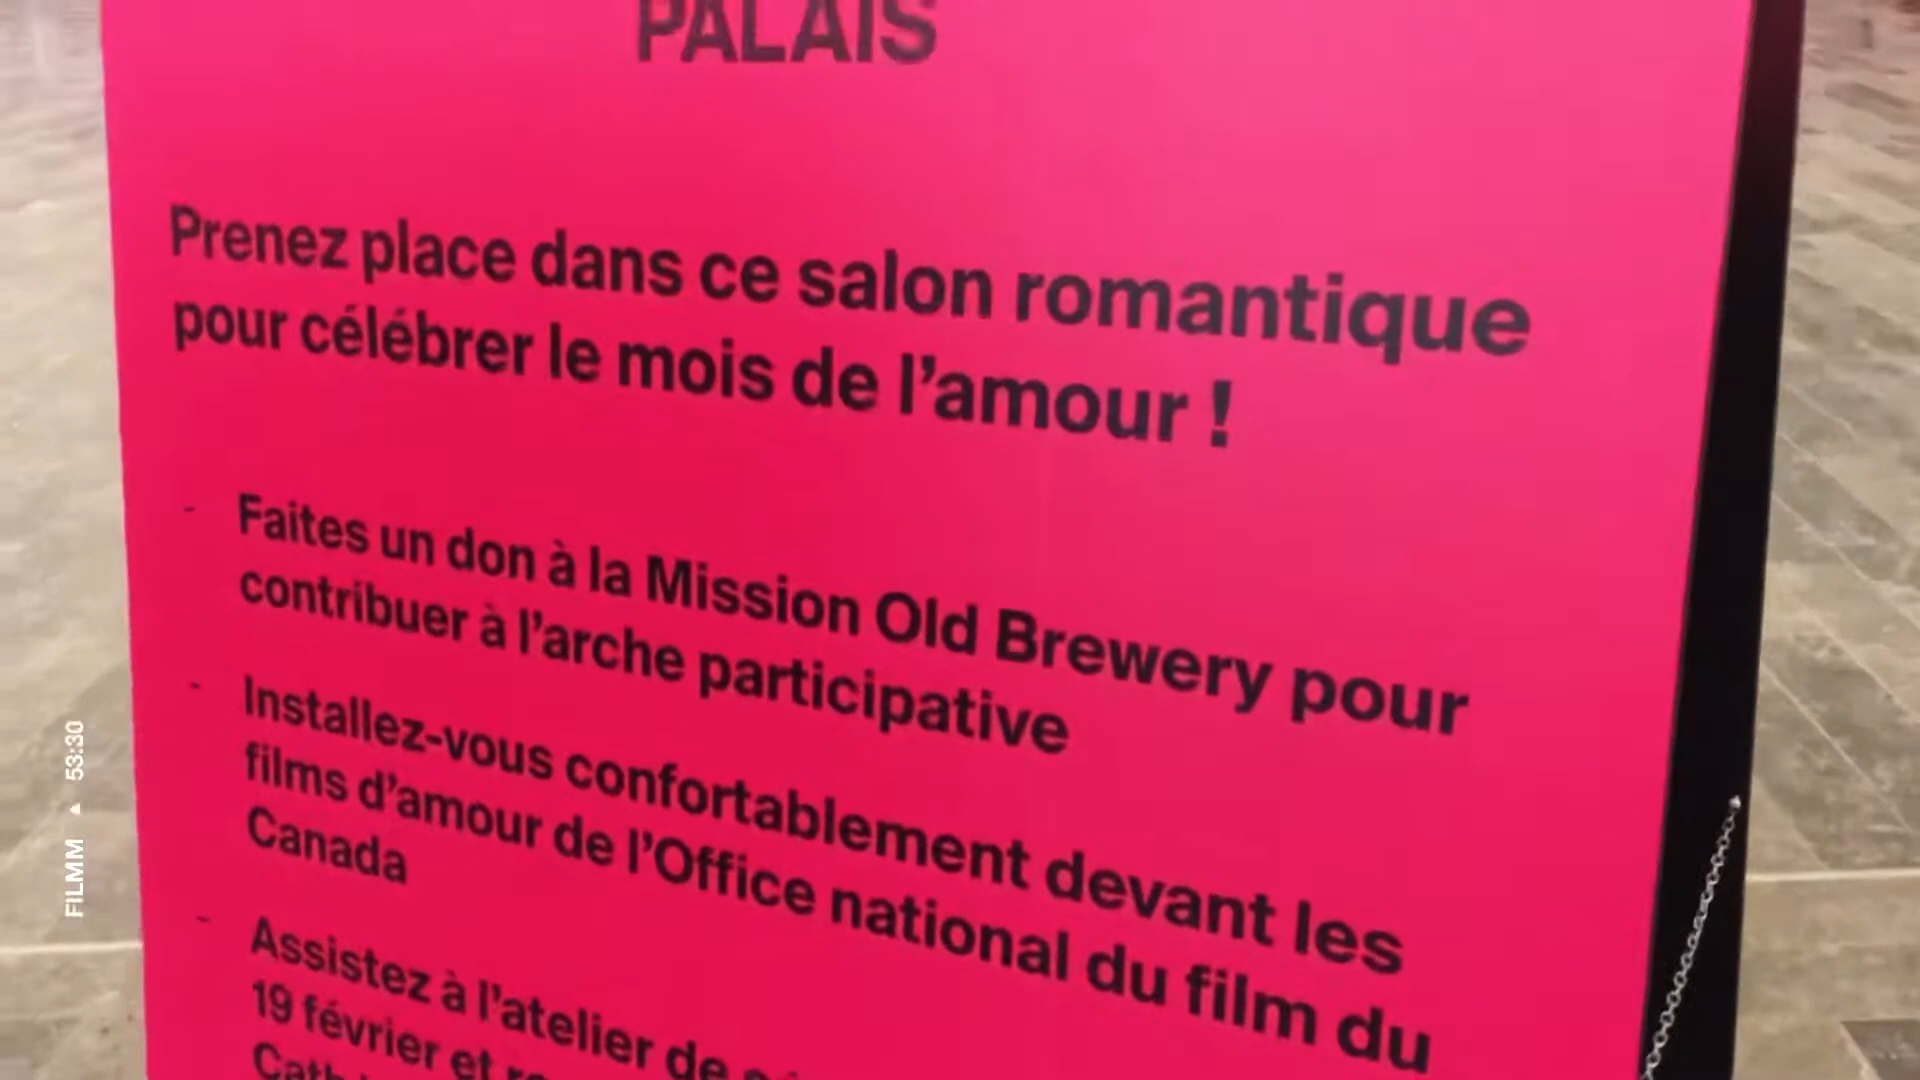 PALAIS
Prenez place dans ce salon romantique
pour célébrer le mois de l’amour !
- Faites un don à la Mission Old Brewery pour
contribuer à l’arche participative
- Installez-vous confortablement devant les
films d’amour de l’Office national du film du
Canada
- Assistez à l’atelier de
19 février et
FILMM ▲ 53:30